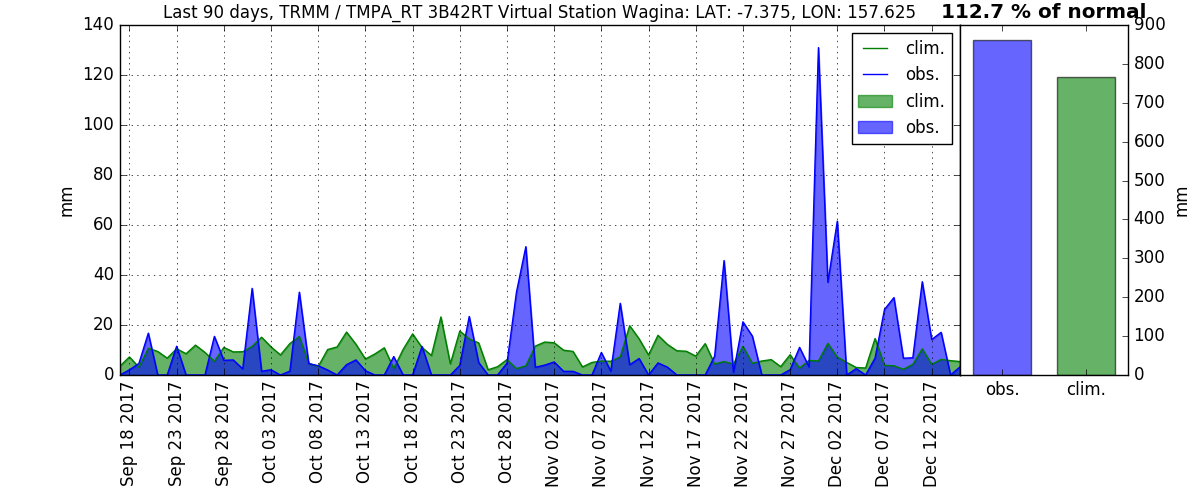 Last 90 days, TRMM / TMPA_RT 3B42RT Virtual Station Wagina: LAT: -7.375, LON: 157.625
112.7 % of normal
140
120
100
80
60
40
20
0
mm
clim.
obs.
clim.
obs.
900
800
700
600
500
400
300
200
100
0
mm
Sep 18 2017
Sep 23 2017
Sep 28 2017
Oct 03 2017
Oct 08 2017
Oct 13 2017
Oct 18 2017
Oct 23 2017
Oct 28 2017
Nov 02 2017
Nov 07 2017
Nov 12 2017
Nov 17 2017
Nov 22 2017
Nov 27 2017
Dec 02 2017
Dec 07 2017
Dec 12 2017
obs.
clim.